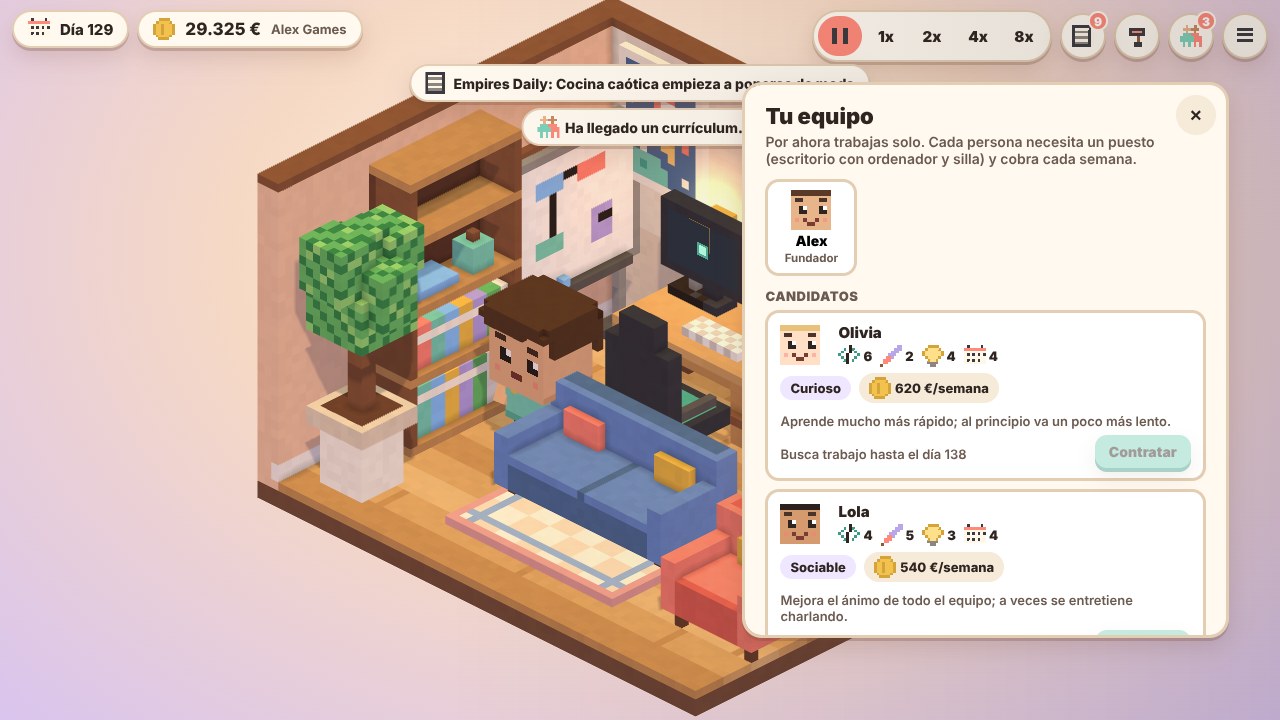 Día 129
29.325 €
Alex Games
1x
2x
4x
8x
9
3
Empires Daily: Cocina caótica empieza a
Ha llegado un currículum.
Tu equipo
×
Por ahora trabajas solo. Cada persona necesita un puesto
(escritorio con ordenador y silla) y cobra cada semana.
Alex
Fundador
CANDIDATOS
Olivia
6 2 4 4
Curioso
620 €/semana
Aprende mucho más rápido; al principio va un poco más lento.
Busca trabajo hasta el día 138
Contratar
Lola
4 5 3 4
Sociable
540 €/semana
Mejora el ánimo de todo el equipo; a veces se entretiene
charlando.